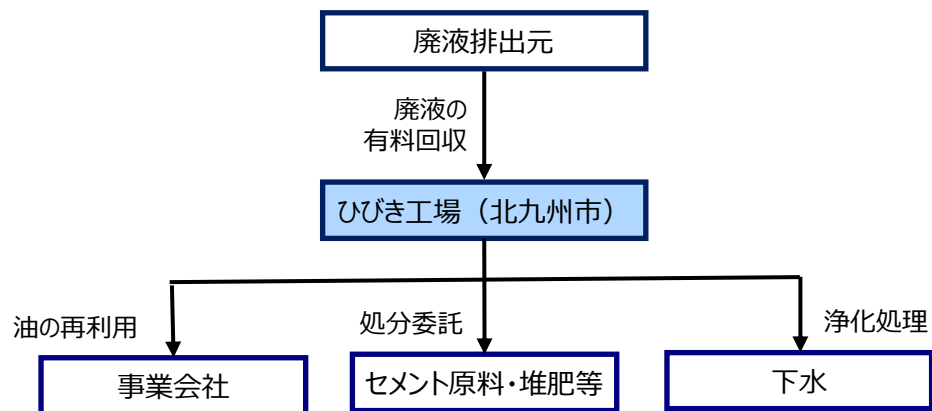 廃液排出元
廃液の
有料回収
ひびき工場（北九州市）
油の再利用
処分委託
浄化処理
事業会社
セメント原料・堆肥等
下水